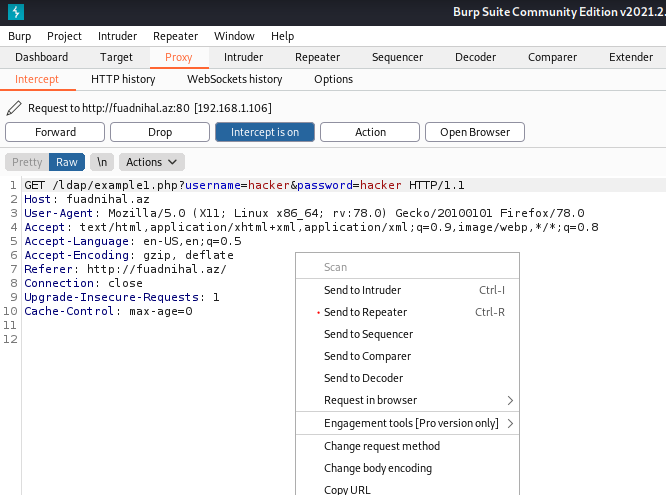 Burp Suite Community Edition v2021.2.
Burp Project Intruder Repeater Window Help
Dashboard Target Proxy Intruder Repeater Sequencer Decoder Comparer Extender
Intercept HTTP history WebSockets history Options
Request to http://fuadnihal.az:80 [192.168.1.106]
Forward Drop Intercept is on Action Open Browser
Pretty Raw \n Actions
1 GET /ldap/example1.php?username=hacker&password=hacker HTTP/1.1
2 Host: fuadnihal.az
3 User-Agent: Mozilla/5.0 (X11; Linux x86_64; rv:78.0) Gecko/20100101 Firefox/78.0
4 Accept: text/html,application/xhtml+xml,application/xml;q=0.9,image/webp,*/*;q=0.8
5 Accept-Language: en-US,en;q=0.5
6 Accept-Encoding: gzip, deflate
7 Referer: http://fuadnihal.az/
8 Connection: close
9 Upgrade-Insecure-Requests: 1
10 Cache-Control: max-age=0
11
12
Scan
Send to Intruder Ctrl-I
Send to Repeater Ctrl-R
Send to Sequencer
Send to Comparer
Send to Decoder
Request in browser
Engagement tools [Pro version only]
Change request method
Change body encoding
Copy URL